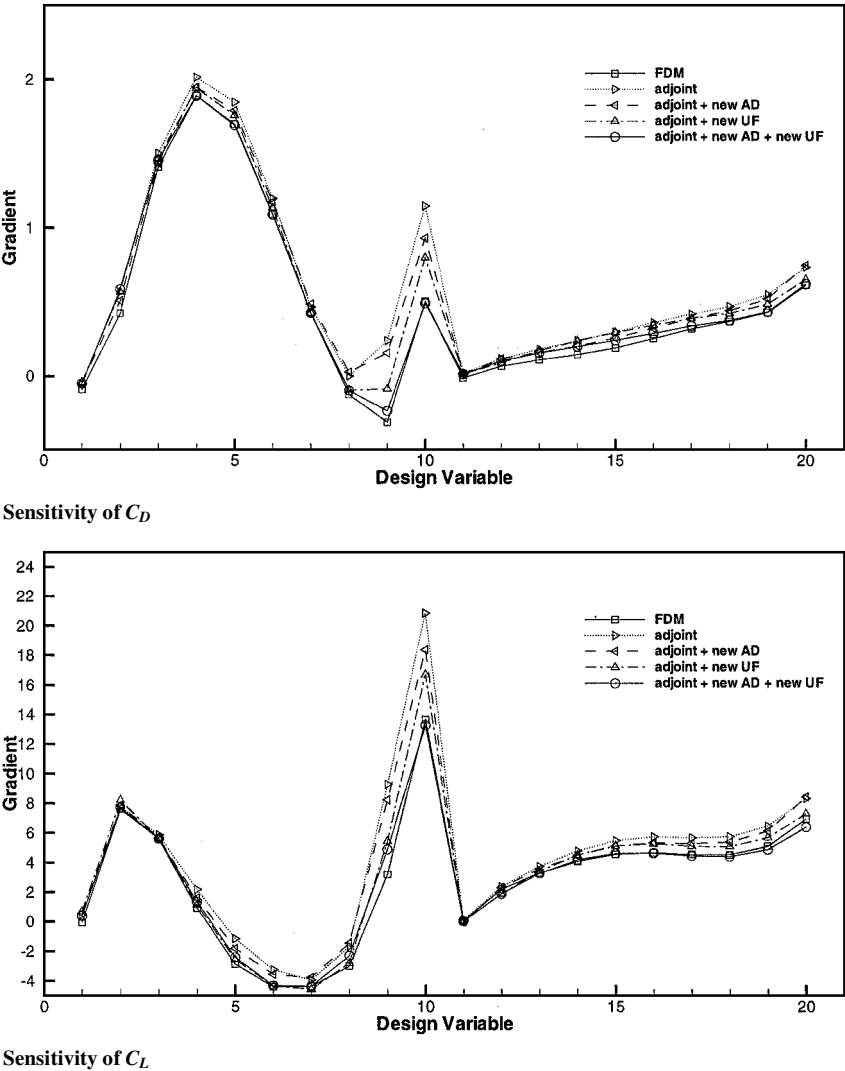 2
1
0
Gradient
FDM
adjoint
adjoint + new AD
adjoint + new UF
adjoint + new AD + new UF
0 5 10 15 20
Design Variable
Sensitivity of C_D
24
22
20
18
16
14
12
10
8
6
4
2
0
-2
-4
Gradient
FDM
adjoint
adjoint + new AD
adjoint + new UF
adjoint + new AD + new UF
0 5 10 15 20
Design Variable
Sensitivity of C_L